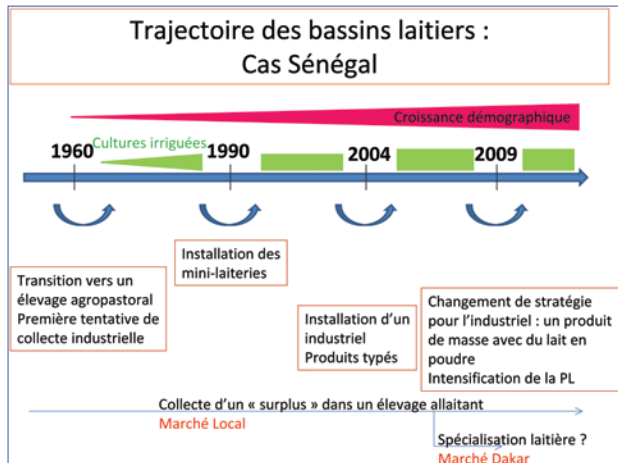 Trajectoire des bassins laitiers :
Cas Sénégal
Croissance démographique
Cultures irriguées
1960
1990
2004
2009
Installation des
mini-laiteries
Transition vers un
élevage agropastoral
Première tentative de
collecte industrielle
Installation d'un
industriel
Produits typés
Changement de stratégie
pour l'industriel : un produit
de masse avec du lait en
poudre
Intensification de la PL
Collecte d'un « surplus » dans un élevage allaitant
Marché Local
Spécialisation laitière ?
Marché Dakar